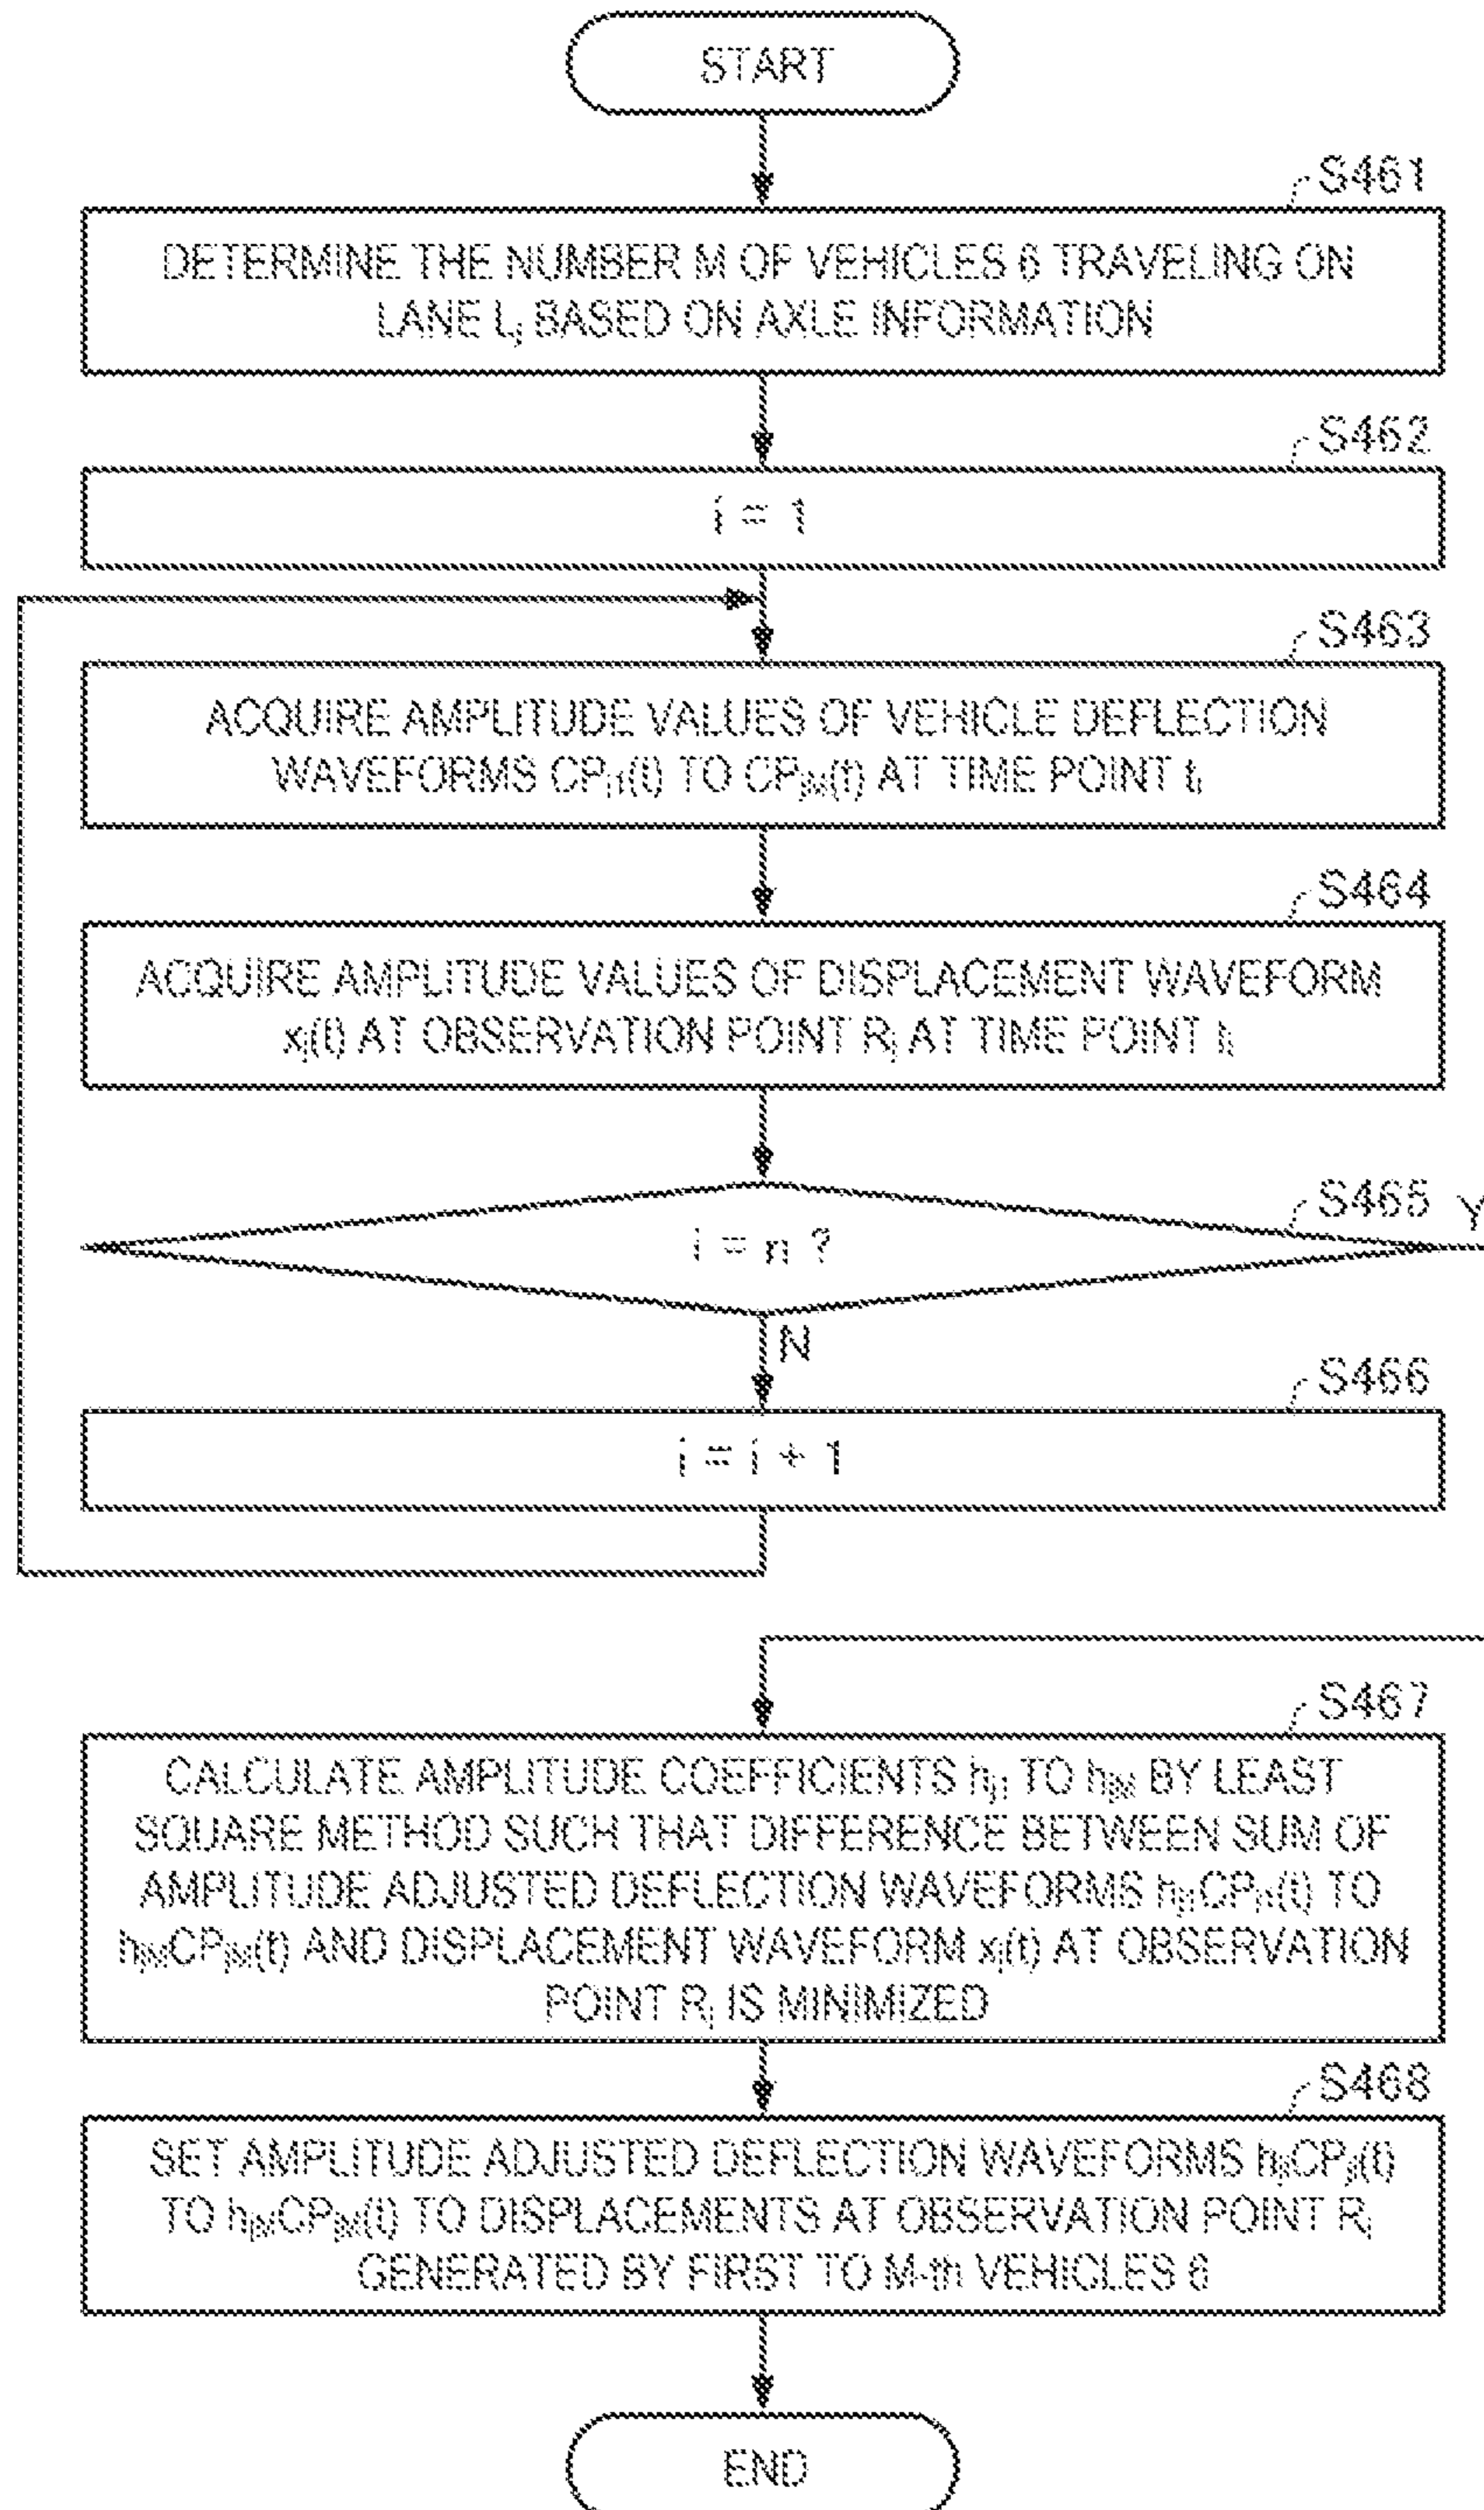 START
S461
DETERMINE THE NUMBER M OF VEHICLES 6 TRAVELING ON
LANE Lj BASED ON AXLE INFORMATION
S462
i = 1
S463
ACQUIRE AMPLITUDE VALUES OF VEHICLE DEFLECTION
WAVEFORMS CPj1(t) TO CPjM(t) AT TIME POINT ti
S464
ACQUIRE AMPLITUDE VALUES OF DISPLACEMENT WAVEFORM
xj(t) AT OBSERVATION POINT Rj AT TIME POINT ti
S465
Y
i = n ?
N
S466
i = i + 1
S467
CALCULATE AMPLITUDE COEFFICIENTS hj1 TO hjM BY LEAST
SQUARE METHOD SUCH THAT DIFFERENCE BETWEEN SUM OF
AMPLITUDE ADJUSTED DEFLECTION WAVEFORMS hj1CPj1(t) TO
hjMCPjM(t) AND DISPLACEMENT WAVEFORM xj(t) AT OBSERVATION
POINT Rj IS MINIMIZED
S468
SET AMPLITUDE ADJUSTED DEFLECTION WAVEFORMS hj1CPj1(t)
TO hjMCPjM(t) TO DISPLACEMENTS AT OBSERVATION POINT Rj
GENERATED BY FIRST TO M-th VEHICLES 6
END